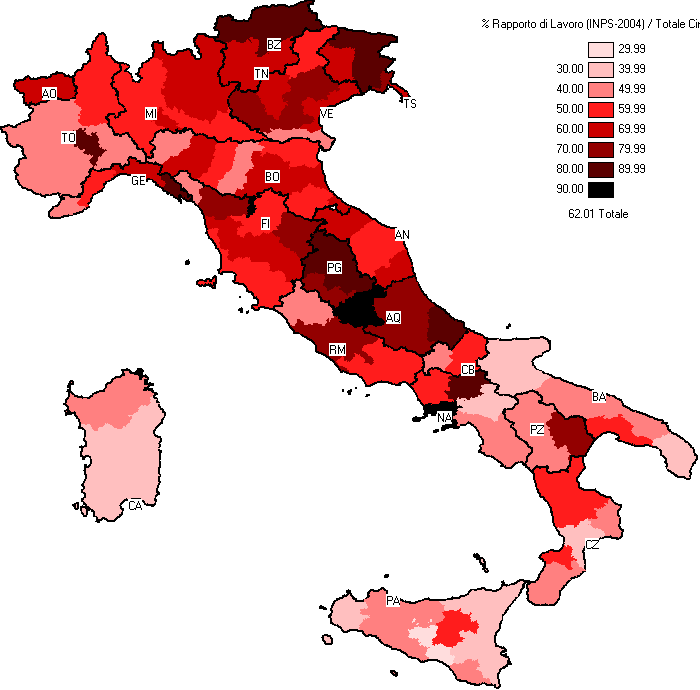 % Rapporto di Lavoro (INPS-2004) / Totale Cir
29.99
30.00 39.99
40.00 49.99
50.00 59.99
60.00 69.99
70.00 79.99
80.00 89.99
90.00
62.01 Totale
BZ
TN
AO
TS
MI
VE
TO
GE
BO
FI
AN
PG
AQ
RM
CB
NA
BA
PZ
CA
CZ
PA